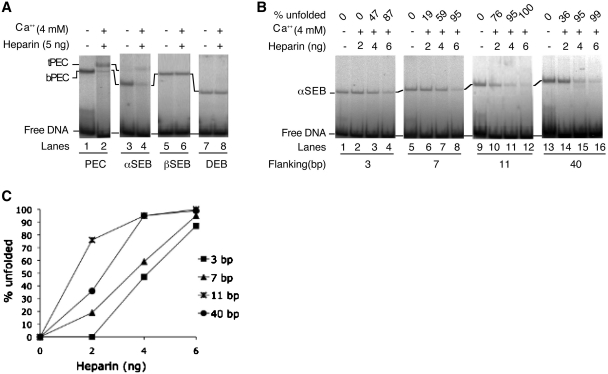 A
Ca⁺⁺(4 mM) - + - + - + - +
Heparin (5 ng) - + - + - + - +
tPEC
bPEC
Free DNA
Lanes 1 2 3 4 5 6 7 8
PEC αSEB βSEB DEB
B
% unfolded 0 0 47 87 0 19 59 95 0 76 95 100 0 36 95 99
Ca⁺⁺(4 mM) - + + + - + + + - + + + - + + +
Heparin (ng) - 2 4 6 - 2 4 6 - 2 4 6 - 2 4 6
αSEB
Free DNA
Lanes 1 2 3 4 5 6 7 8 9 10 11 12 13 14 15 16
Flanking(bp) 3 7 11 40
C
% unfolded
100
90
80
70
60
50
40
30
20
10
0
0 2 4 6
Heparin (ng)
3 bp
7 bp
11 bp
40 bp